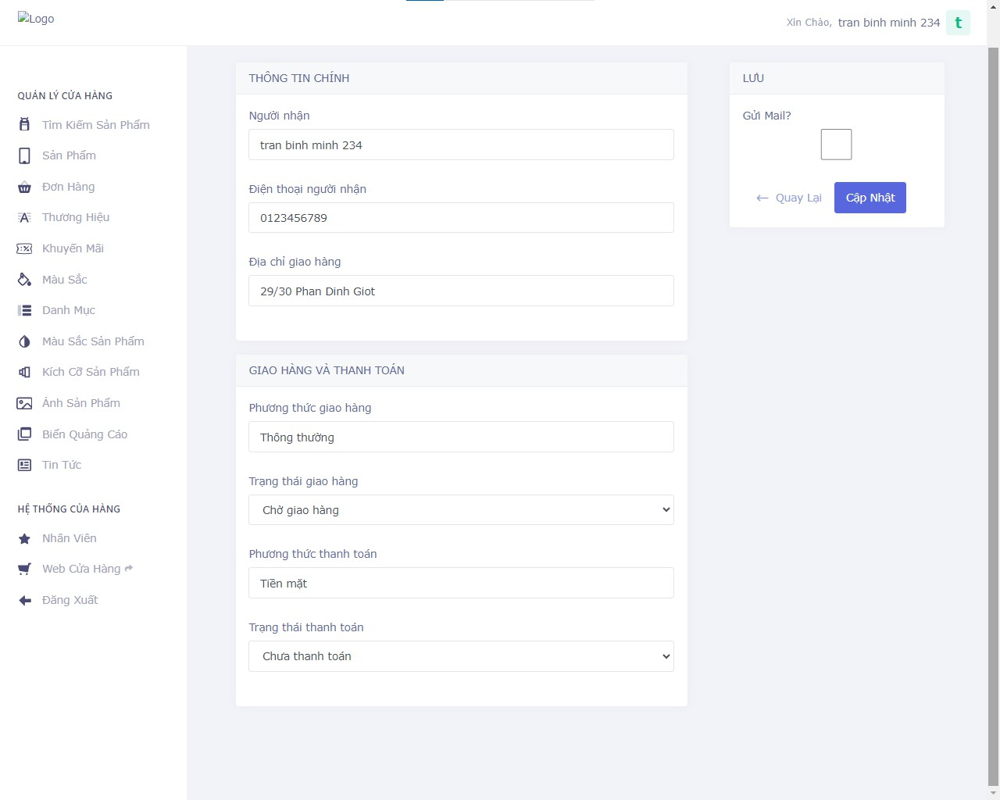 Logo
Xin Chào, tran binh minh 234 t
QUẢN LÝ CỬA HÀNG
Tìm Kiếm Sản Phẩm
Sản Phẩm
Đơn Hàng
Thương Hiệu
Khuyến Mãi
Màu Sắc
Danh Mục
Màu Sắc Sản Phẩm
Kích Cỡ Sản Phẩm
Ảnh Sản Phẩm
Biển Quảng Cáo
Tin Tức
HỆ THỐNG CỦA HÀNG
Nhân Viên
Web Cửa Hàng
Đăng Xuất
THÔNG TIN CHÍNH
Người nhận
tran binh minh 234
Điện thoại người nhận
0123456789
Địa chỉ giao hàng
29/30 Phan Dinh Giot
GIAO HÀNG VÀ THANH TOÁN
Phương thức giao hàng
Thông thường
Trạng thái giao hàng
Chờ giao hàng
Phương thức thanh toán
Tiền mặt
Trạng thái thanh toán
Chưa thanh toán
LƯU
Gửi Mail?
← Quay Lại
Cập Nhật